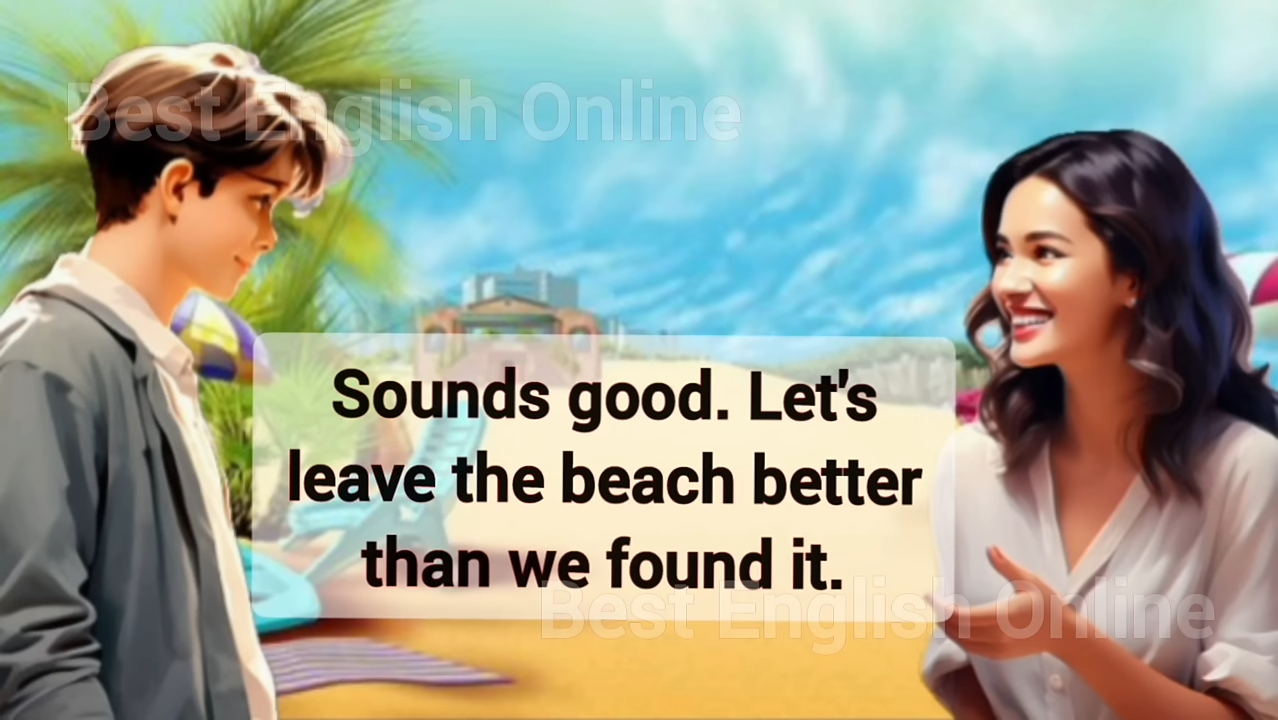 Best English Online
Sounds good. Let's
leave the beach better
than we found it.
Best English Online